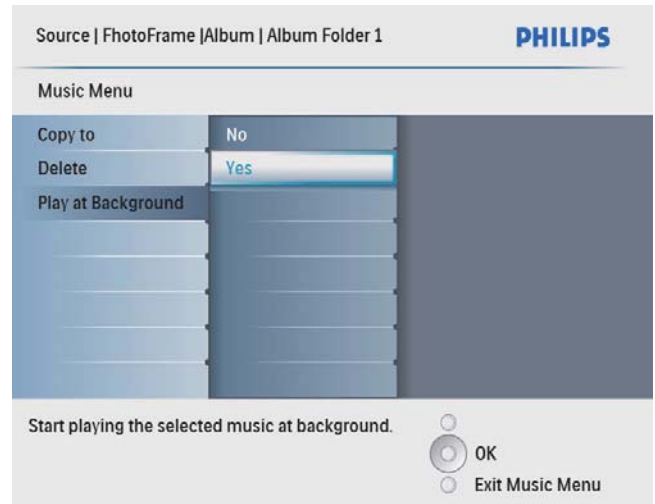 Source | FhotoFrame |Album | Album Folder 1
PHILIPS
Music Menu
Copy to
No
Delete
Yes
Play at Background
Start playing the selected music at background.
OK
Exit Music Menu